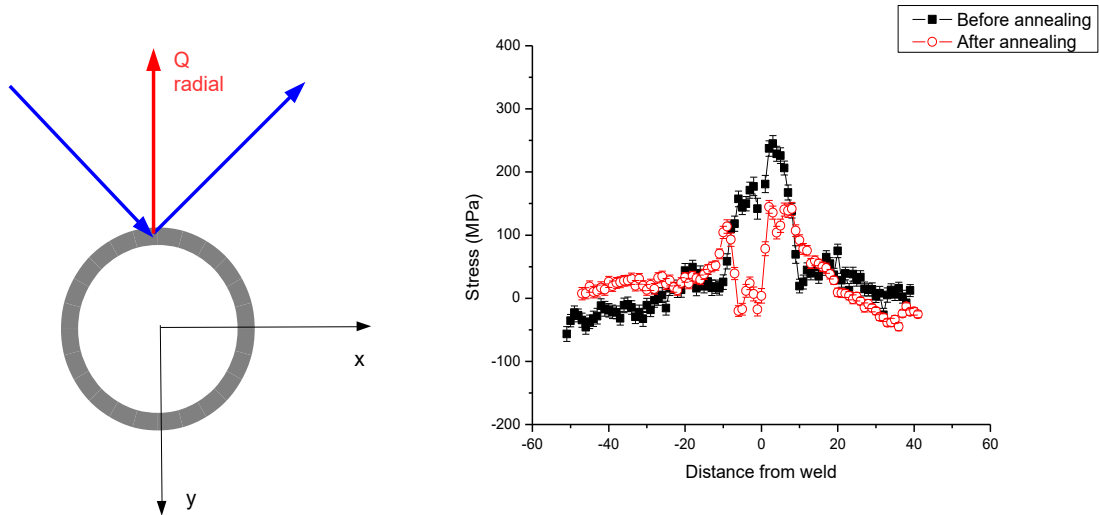 Q
radial
x
y
Before annealing
After annealing
400
300
200
100
0
-100
-200
-60
-40
-20
0
20
40
60
Stress (MPa)
Distance from weld